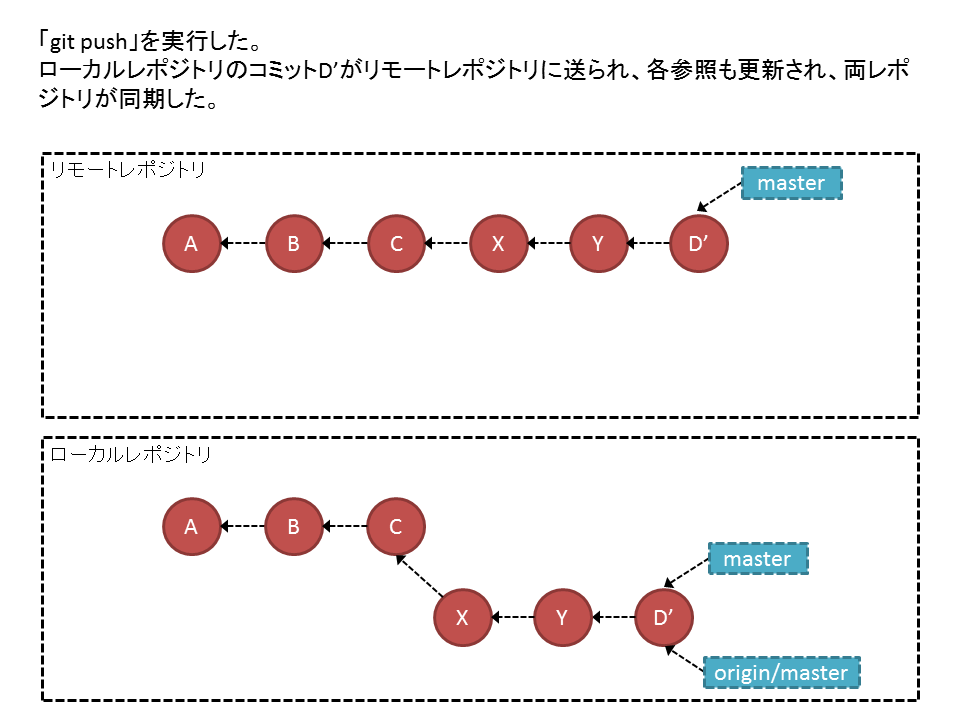 「git push」を実行した。
ローカルレポジトリのコミットD’がリモートレポジトリに送られ、各参照も更新され、両レポ
ジトリが同期した。
リモートレポジトリ
master
A B C X Y D’
ローカルレポジトリ
A B C
master
X Y D’
origin/master